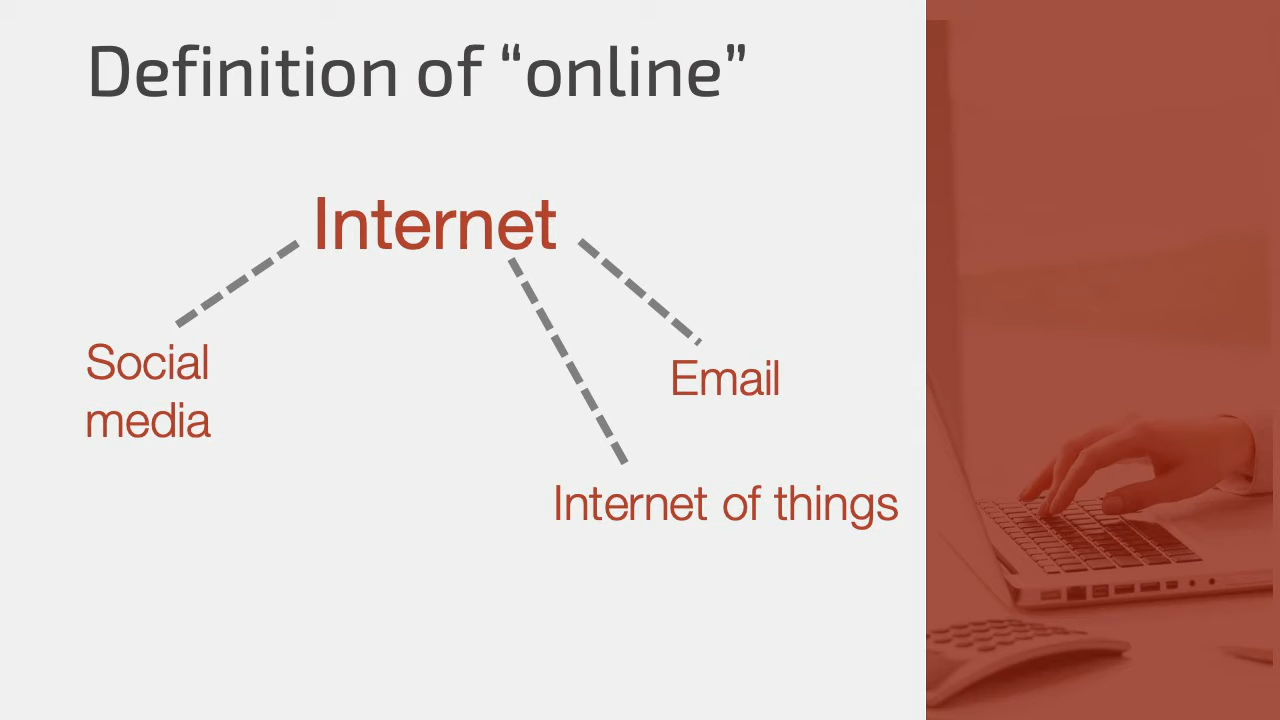 Definition of “online”
Internet
Social
media
Email
Internet of things